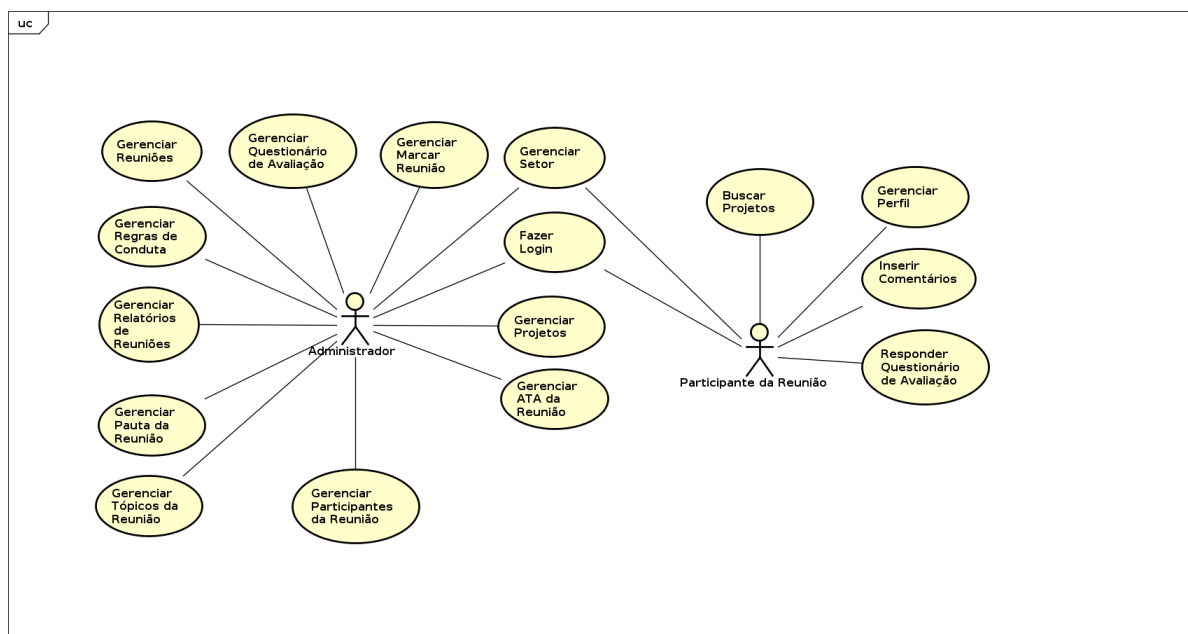 uc
Gerenciar
Reuniões
Gerenciar
Questionário
de Avaliação
Gerenciar
Marcar
Reunião
Gerenciar
Setor
Buscar
Projetos
Gerenciar
Perfil
Gerenciar
Regras de
Conduta
Fazer
Login
Inserir
Comentários
Gerenciar
Relatórios
de
Reuniões
Administrador
Gerenciar
Projetos
Participante da Reunião
Responder
Questionário
de Avaliação
Gerenciar
ATA da
Reunião
Gerenciar
Pauta da
Reunião
Gerenciar
Tópicos da
Reunião
Gerenciar
Participantes
da Reunião